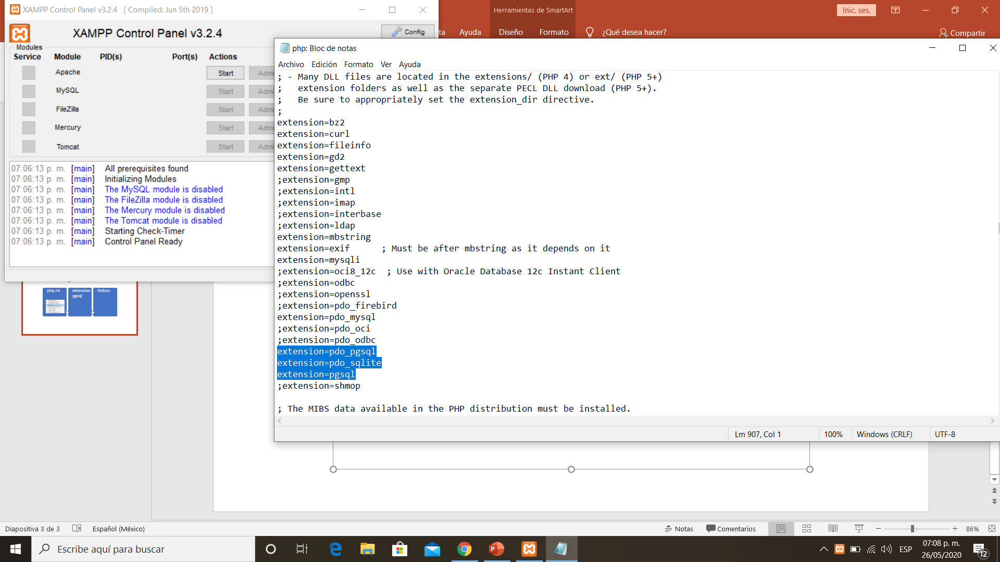 XAMPP Control Panel v3.2.4   [ Compiled: Jun 5th 2019 ]
Herramientas de SmartArt
Inic. ses.
XAMPP Control Panel v3.2.4
Config
ta
Ayuda
Diseño
Formato
¿Qué desea hacer?
Compartir
Modules
Service Module PID(s) Port(s) Actions
Apache Start Admi
MySQL Start Admi
FileZilla Start Admi
Mercury Start Admi
Tomcat Start Admi
07:06:13 p. m. [main] All prerequisites found
07:06:13 p. m. [main] Initializing Modules
07:06:13 p. m. [main] The MySQL module is disabled
07:06:13 p. m. [main] The FileZilla module is disabled
07:06:13 p. m. [main] The Mercury module is disabled
07:06:13 p. m. [main] The Tomcat module is disabled
07:06:13 p. m. [main] Starting Check-Timer
07:06:13 p. m. [main] Control Panel Ready
php: Bloc de notas
Archivo Edición Formato Ver Ayuda
; - Many DLL files are located in the extensions/ (PHP 4) or ext/ (PHP 5+)
;   extension folders as well as the separate PECL DLL download (PHP 5+).
;   Be sure to appropriately set the extension_dir directive.
;
extension=bz2
extension=curl
extension=fileinfo
extension=gd2
extension=gettext
;extension=gmp
;extension=intl
;extension=imap
;extension=interbase
;extension=ldap
extension=mbstring
extension=exif      ; Must be after mbstring as it depends on it
extension=mysqli
;extension=oci8_12c  ; Use with Oracle Database 12c Instant Client
;extension=odbc
;extension=openssl
;extension=pdo_firebird
extension=pdo_mysql
;extension=pdo_oci
;extension=pdo_odbc
extension=pdo_pgsql
extension=pdo_sqlite
extension=pgsql
;extension=shmop
; The MIBS data available in the PHP distribution must be installed.
Lm 907, Col 1
100%
Windows (CRLF)
UTF-8
php.ini
extension
pgsql
htdocs
Diapositiva 3 de 3
Español (México)
Notas
Comentarios
86%
Escribe aquí para buscar
ESP
07:08 p. m.
26/05/2020
12